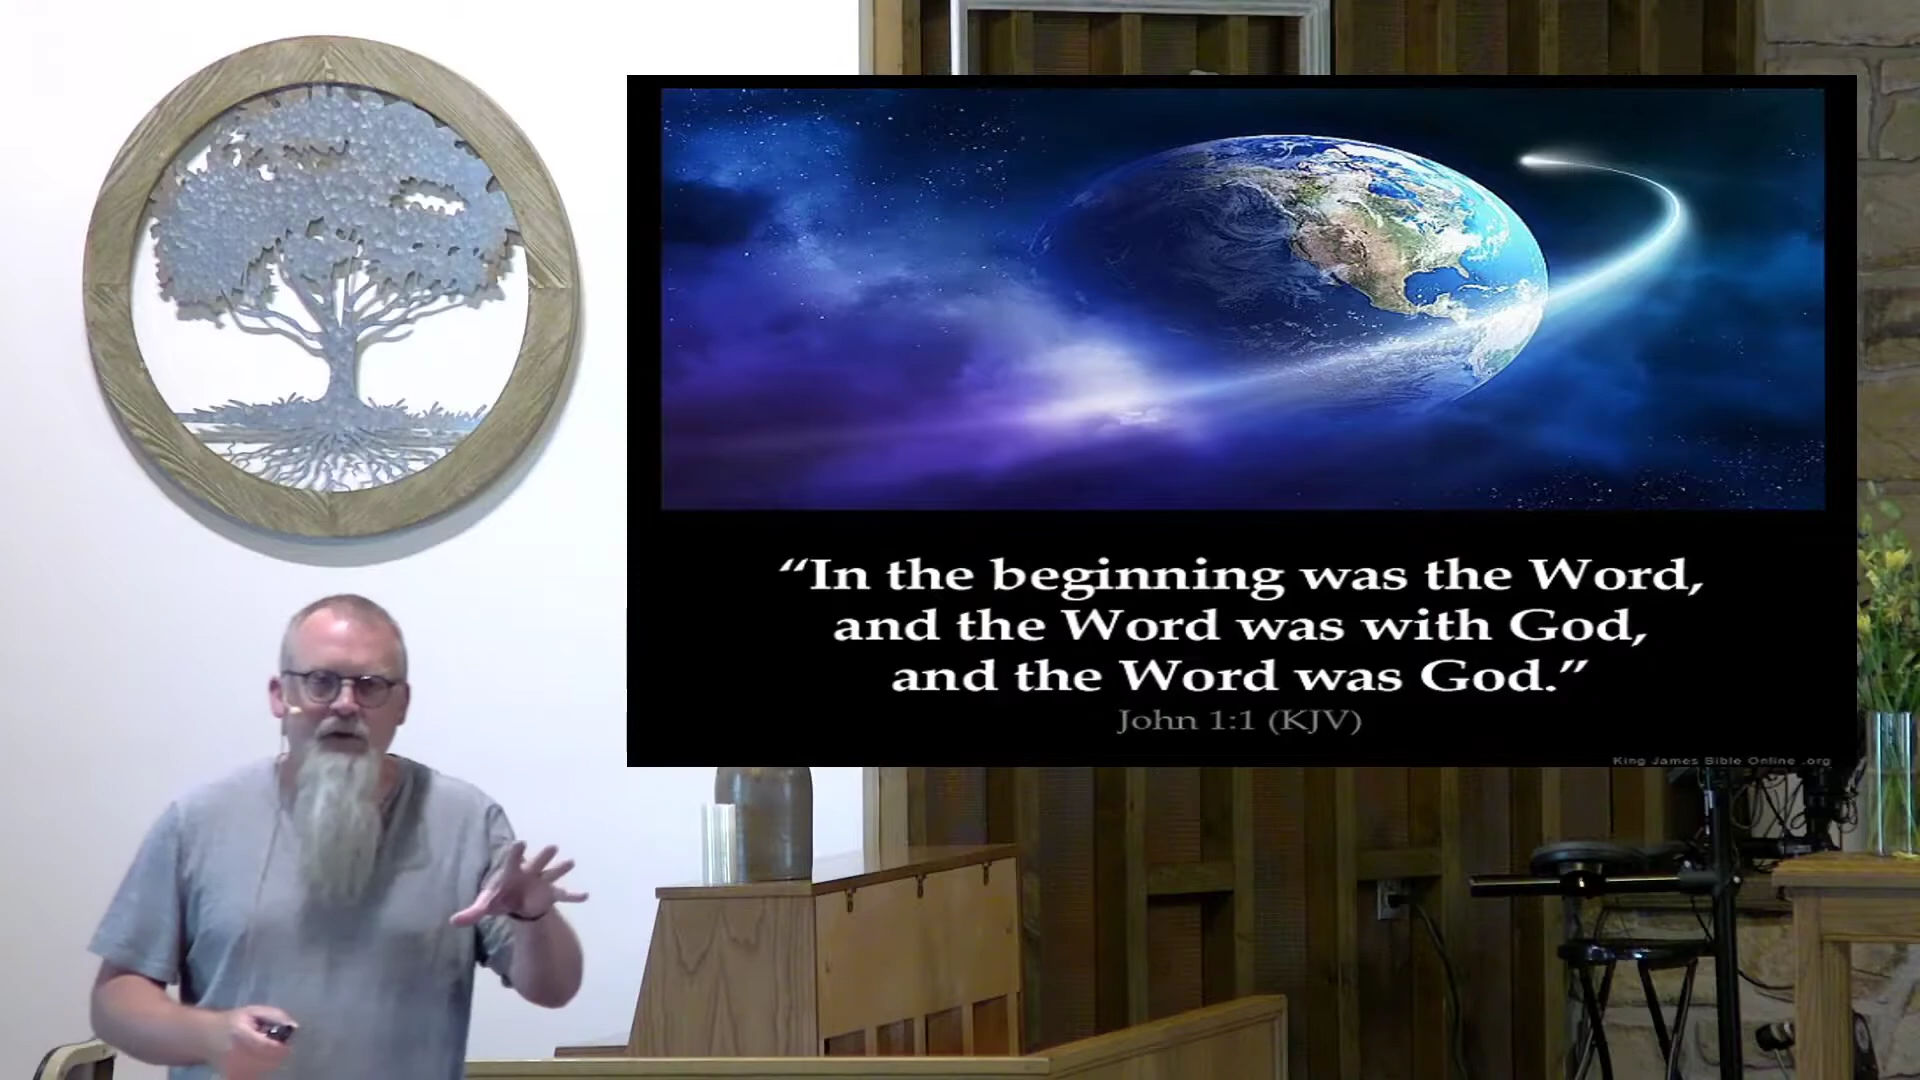 “In the beginning was the Word,
and the Word was with God,
and the Word was God.”
John 1:1 (KJV)
King James Bible Online .org